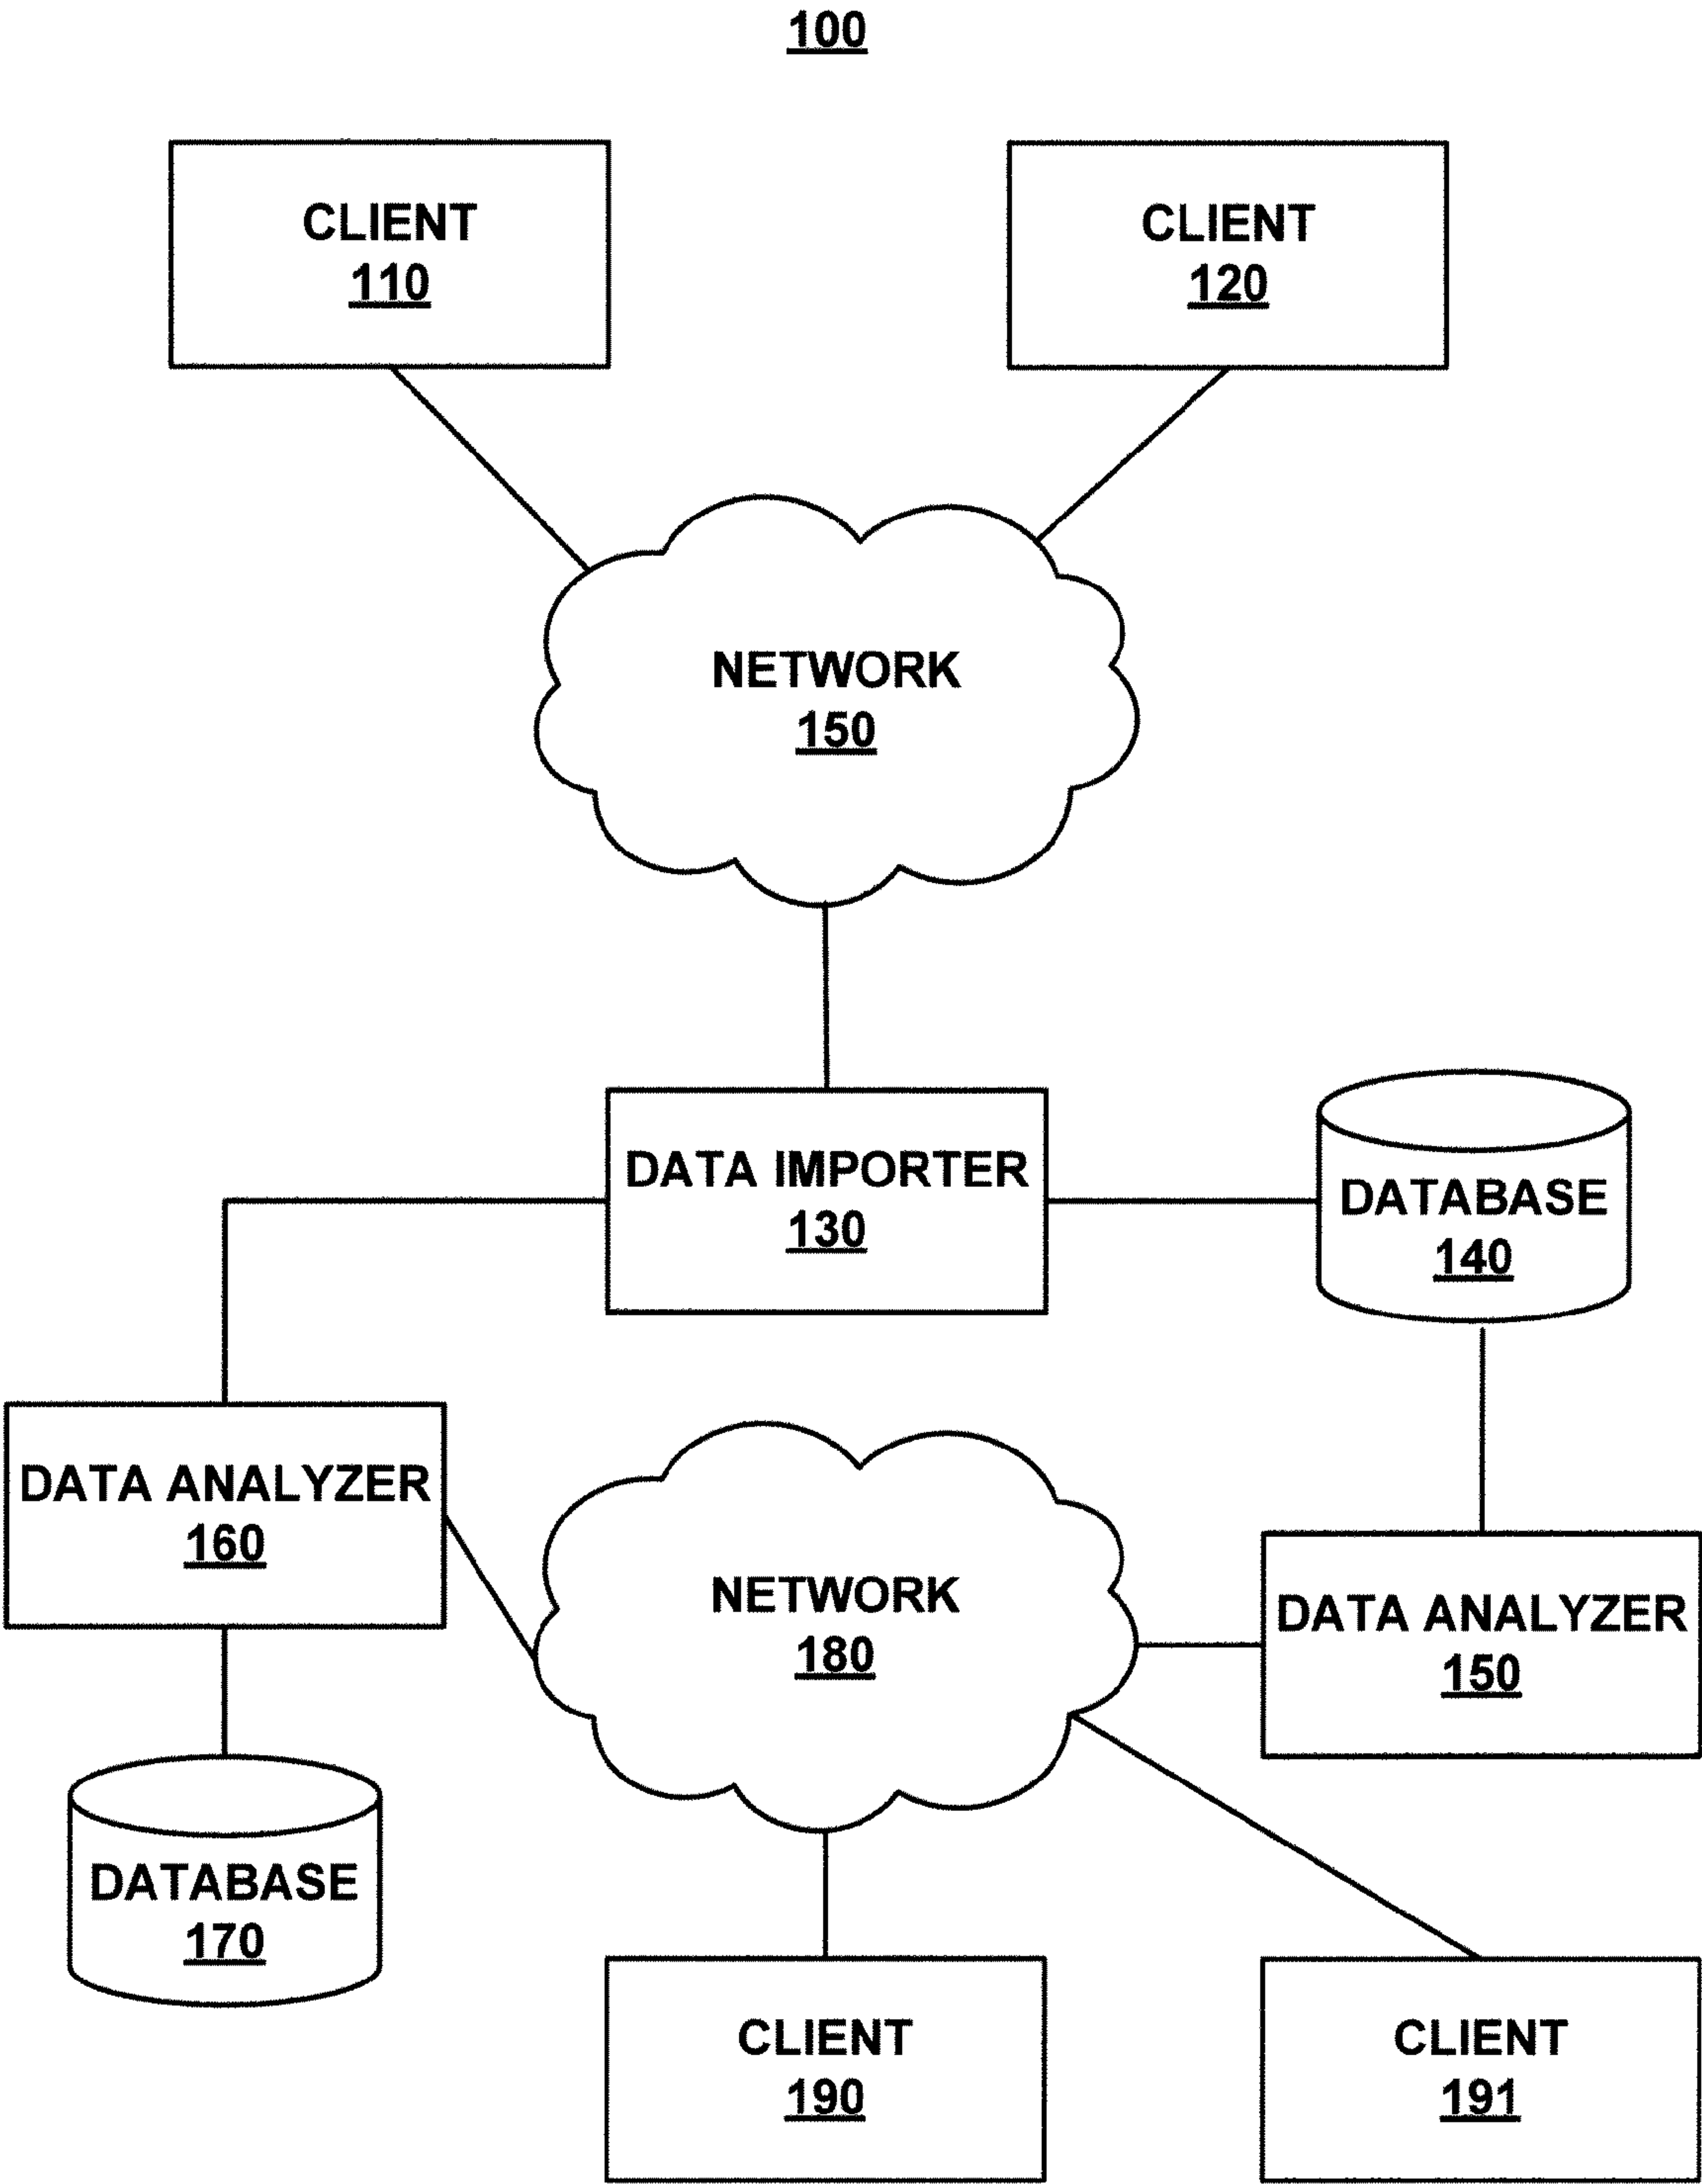 100
CLIENT
110
CLIENT
120
NETWORK
150
DATA IMPORTER
130
DATABASE
140
DATA ANALYZER
160
NETWORK
180
DATA ANALYZER
150
DATABASE
170
CLIENT
190
CLIENT
191